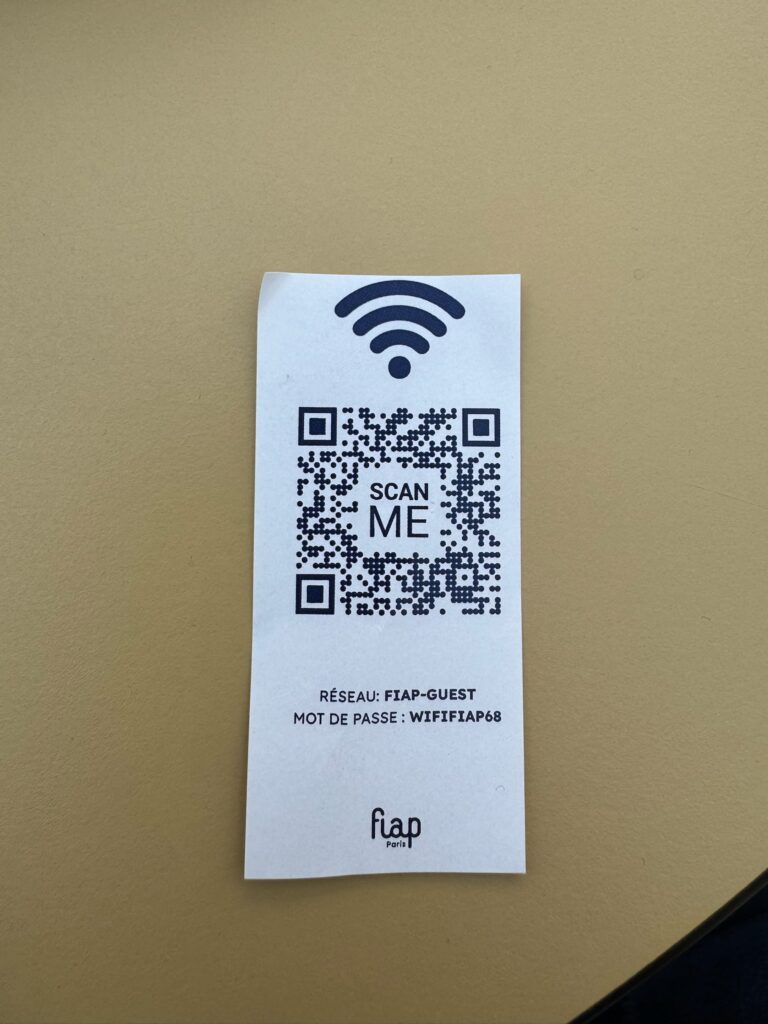 SCAN
ME
RÉSEAU: FIAP-GUEST
MOT DE PASSE : WIFIFIAP68
fiap
Paris